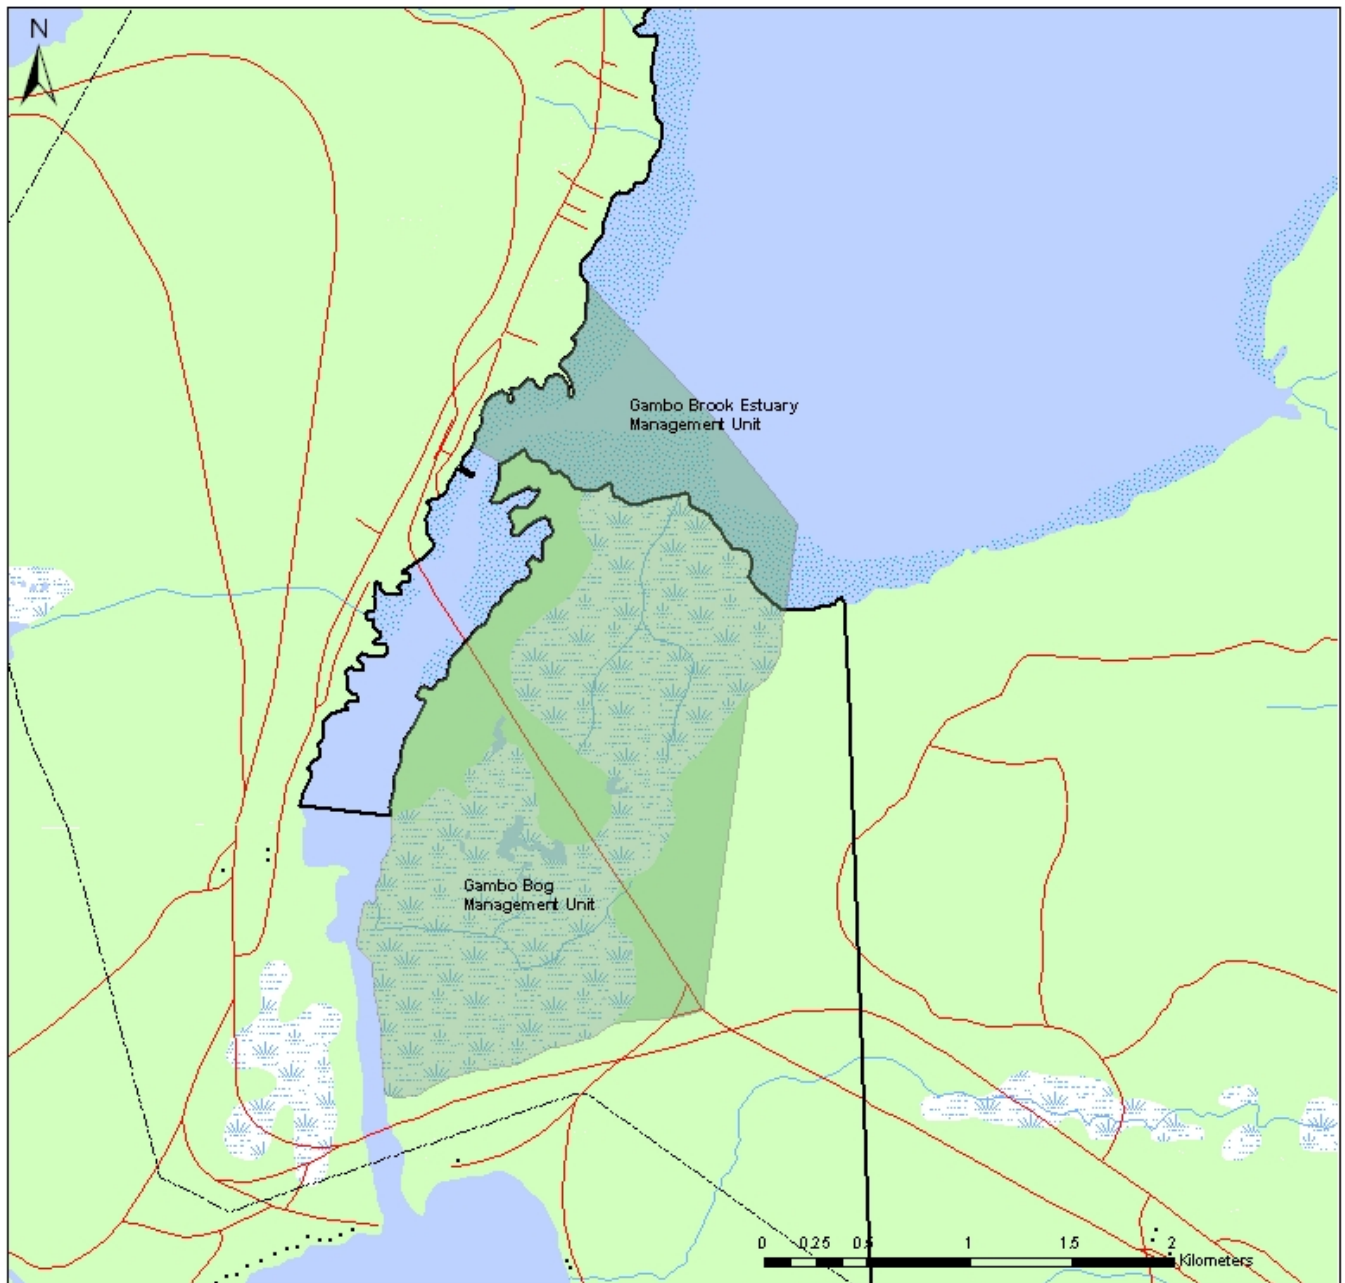 N
Gambo Brook Estuary
Management Unit
Gambo Bog
Management Unit
0 0.25 0.5 1 1.5 2
Kilometers